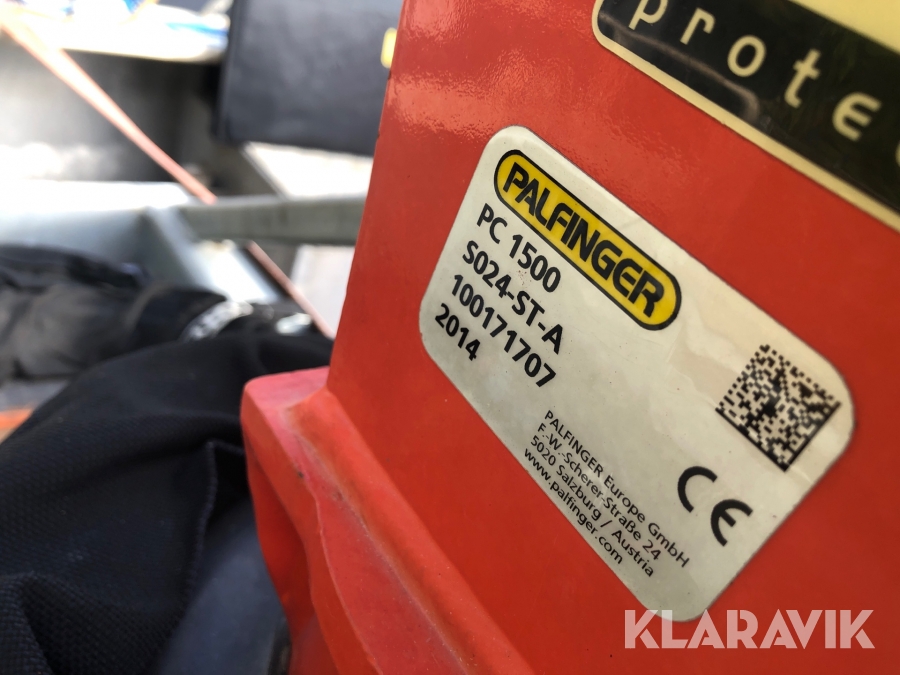 prote
PALFINGER
PC 1500
S024-ST-A
100171707
2014
PALFINGER Europe GmbH
F.-W.-Scherer-Straße 24
5020 Salzburg / Austria
www.palfinger.com
CE
KLARAVIK